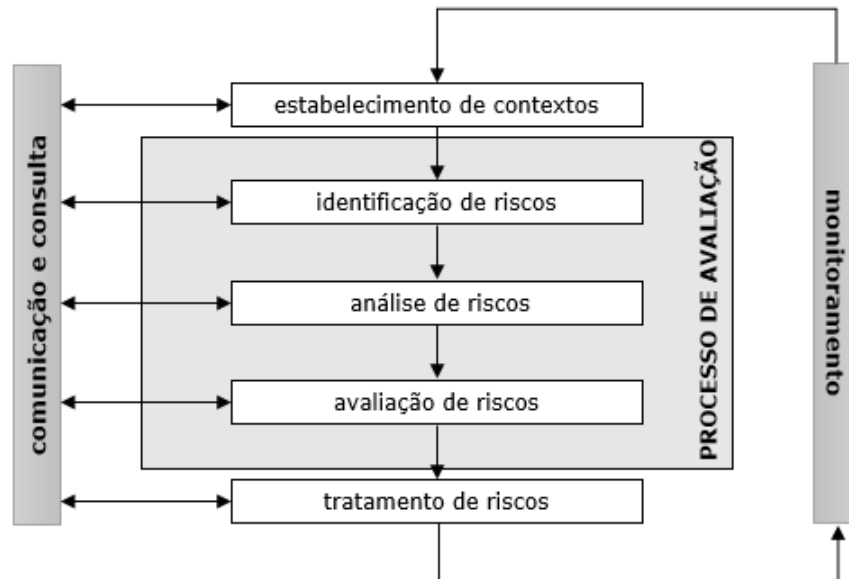 estabelecimento de contextos
identificação de riscos
análise de riscos
avaliação de riscos
tratamento de riscos
comunicação e consulta
PROCESSO DE AVALIAÇÃO
monitoramento